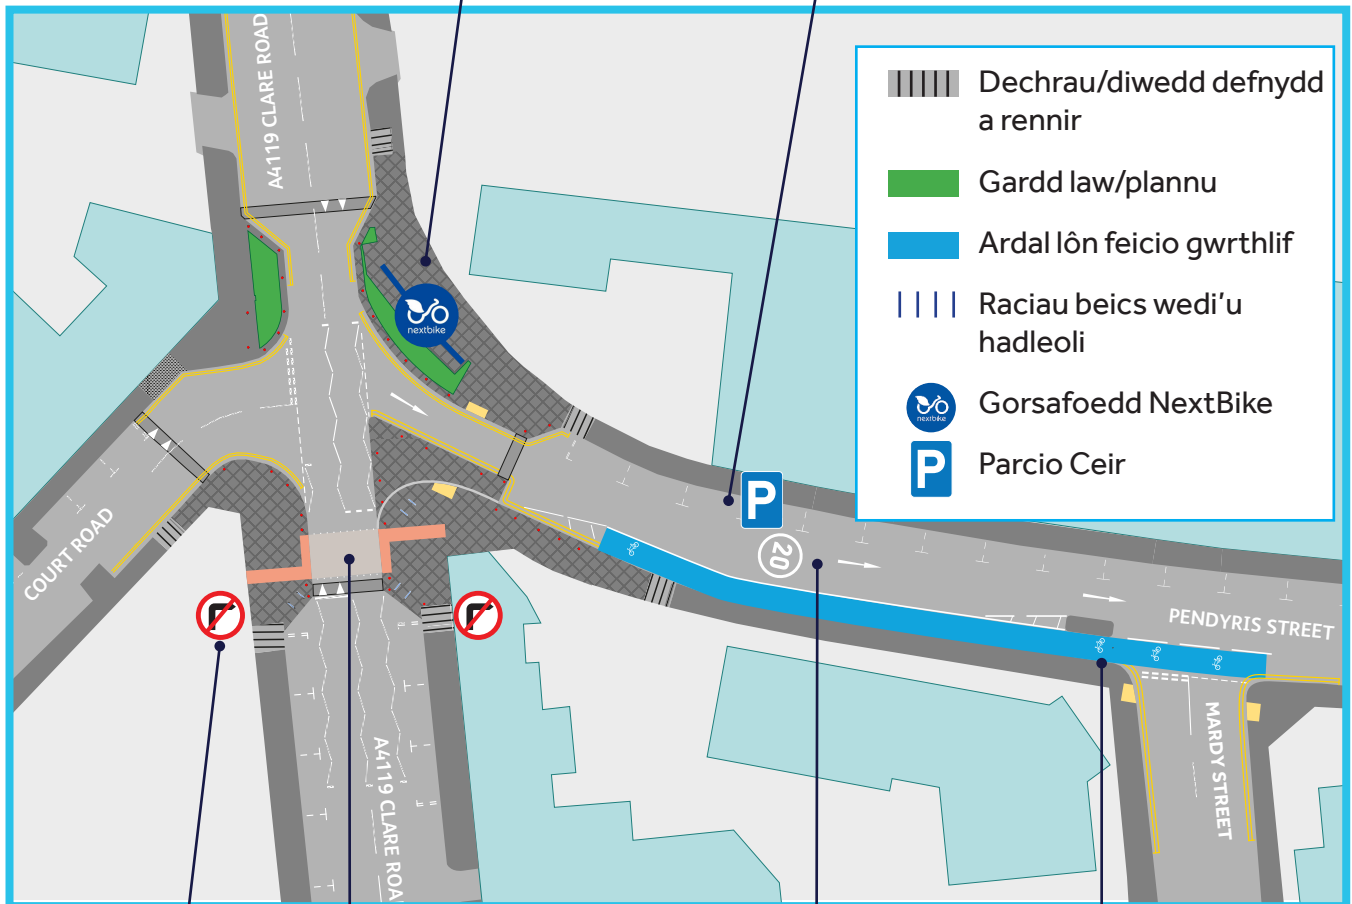 A4119 CLARE ROAD
Dechrau/diwedd defnydd
a rennir
Gardd law/plannu
Ardal lôn feicio gwrthlif
Raciau beics wedi'u
hadleoli
nextbike
Gorsafoedd NextBike
P
Parcio Ceir
nextbike
P
20
COURT ROAD
PENDYRIS STREET
MARDY STREET
A4119 CLARE ROA